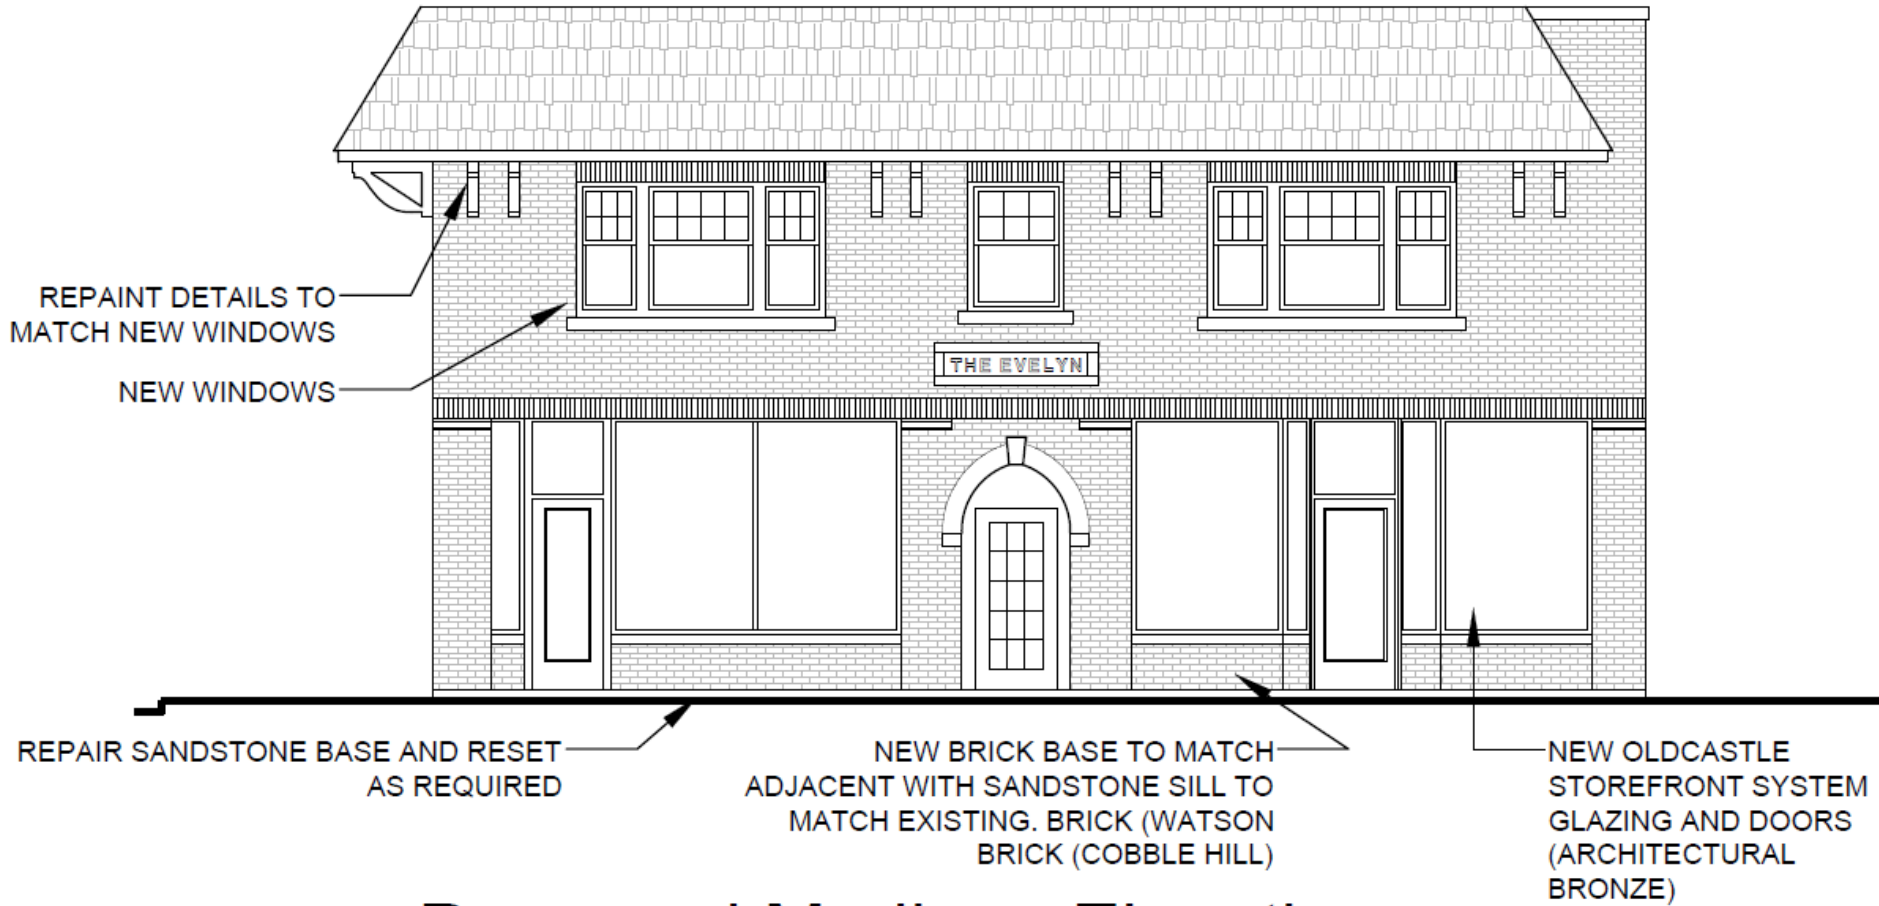 THE EVELYN
REPAINT DETAILS TO
MATCH NEW WINDOWS
NEW WINDOWS
REPAIR SANDSTONE BASE AND RESET
AS REQUIRED
NEW BRICK BASE TO MATCH
ADJACENT WITH SANDSTONE SILL TO
MATCH EXISTING. BRICK (WATSON
BRICK (COBBLE HILL)
NEW OLDCASTLE
STOREFRONT SYSTEM
GLAZING AND DOORS
(ARCHITECTURAL
BRONZE)